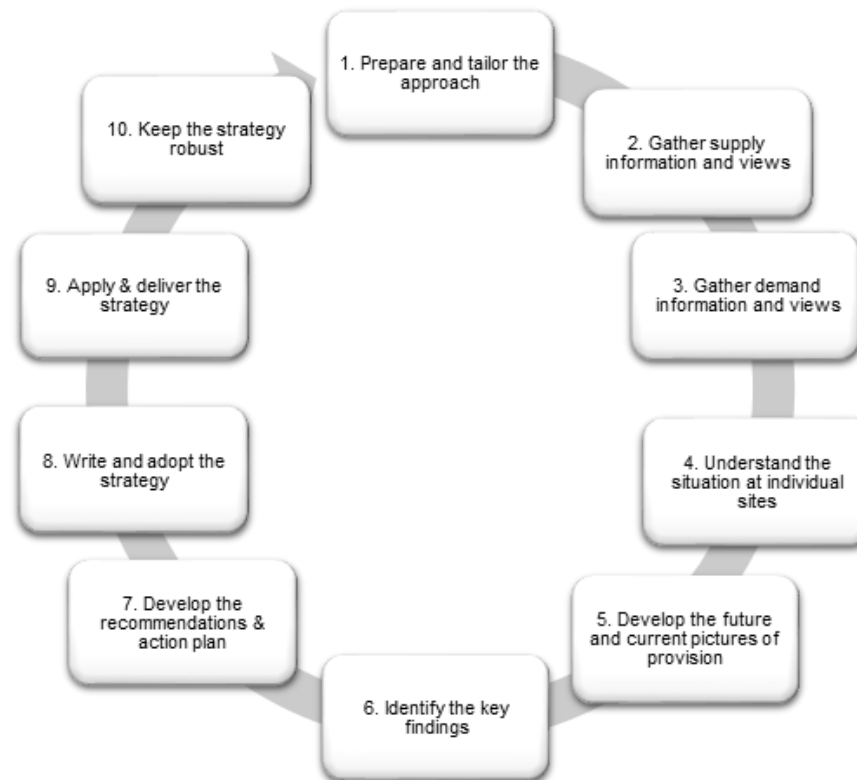 1. Prepare and tailor the
approach
2. Gather supply
information and views
3. Gather demand
information and views
4. Understand the
situation at individual
sites
5. Develop the future
and current pictures of
provision
6. Identify the key
findings
7. Develop the
recommendations &
action plan
8. Write and adopt the
strategy
9. Apply & deliver the
strategy
10. Keep the strategy
robust